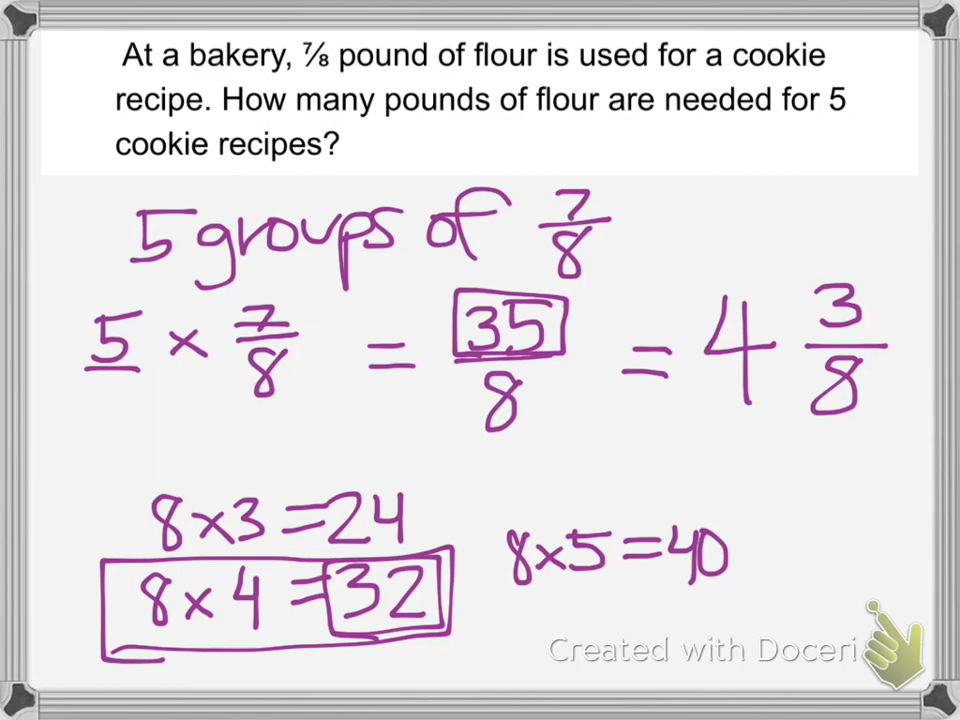 At a bakery, ⅞ pound of flour is used for a cookie
recipe. How many pounds of flour are needed for 5
cookie recipes?
5 groups of 7/8
5 × 7/8 = 35/8 = 4 3/8
8×3=24
8×5=40
8×4=32
Created with Doceri